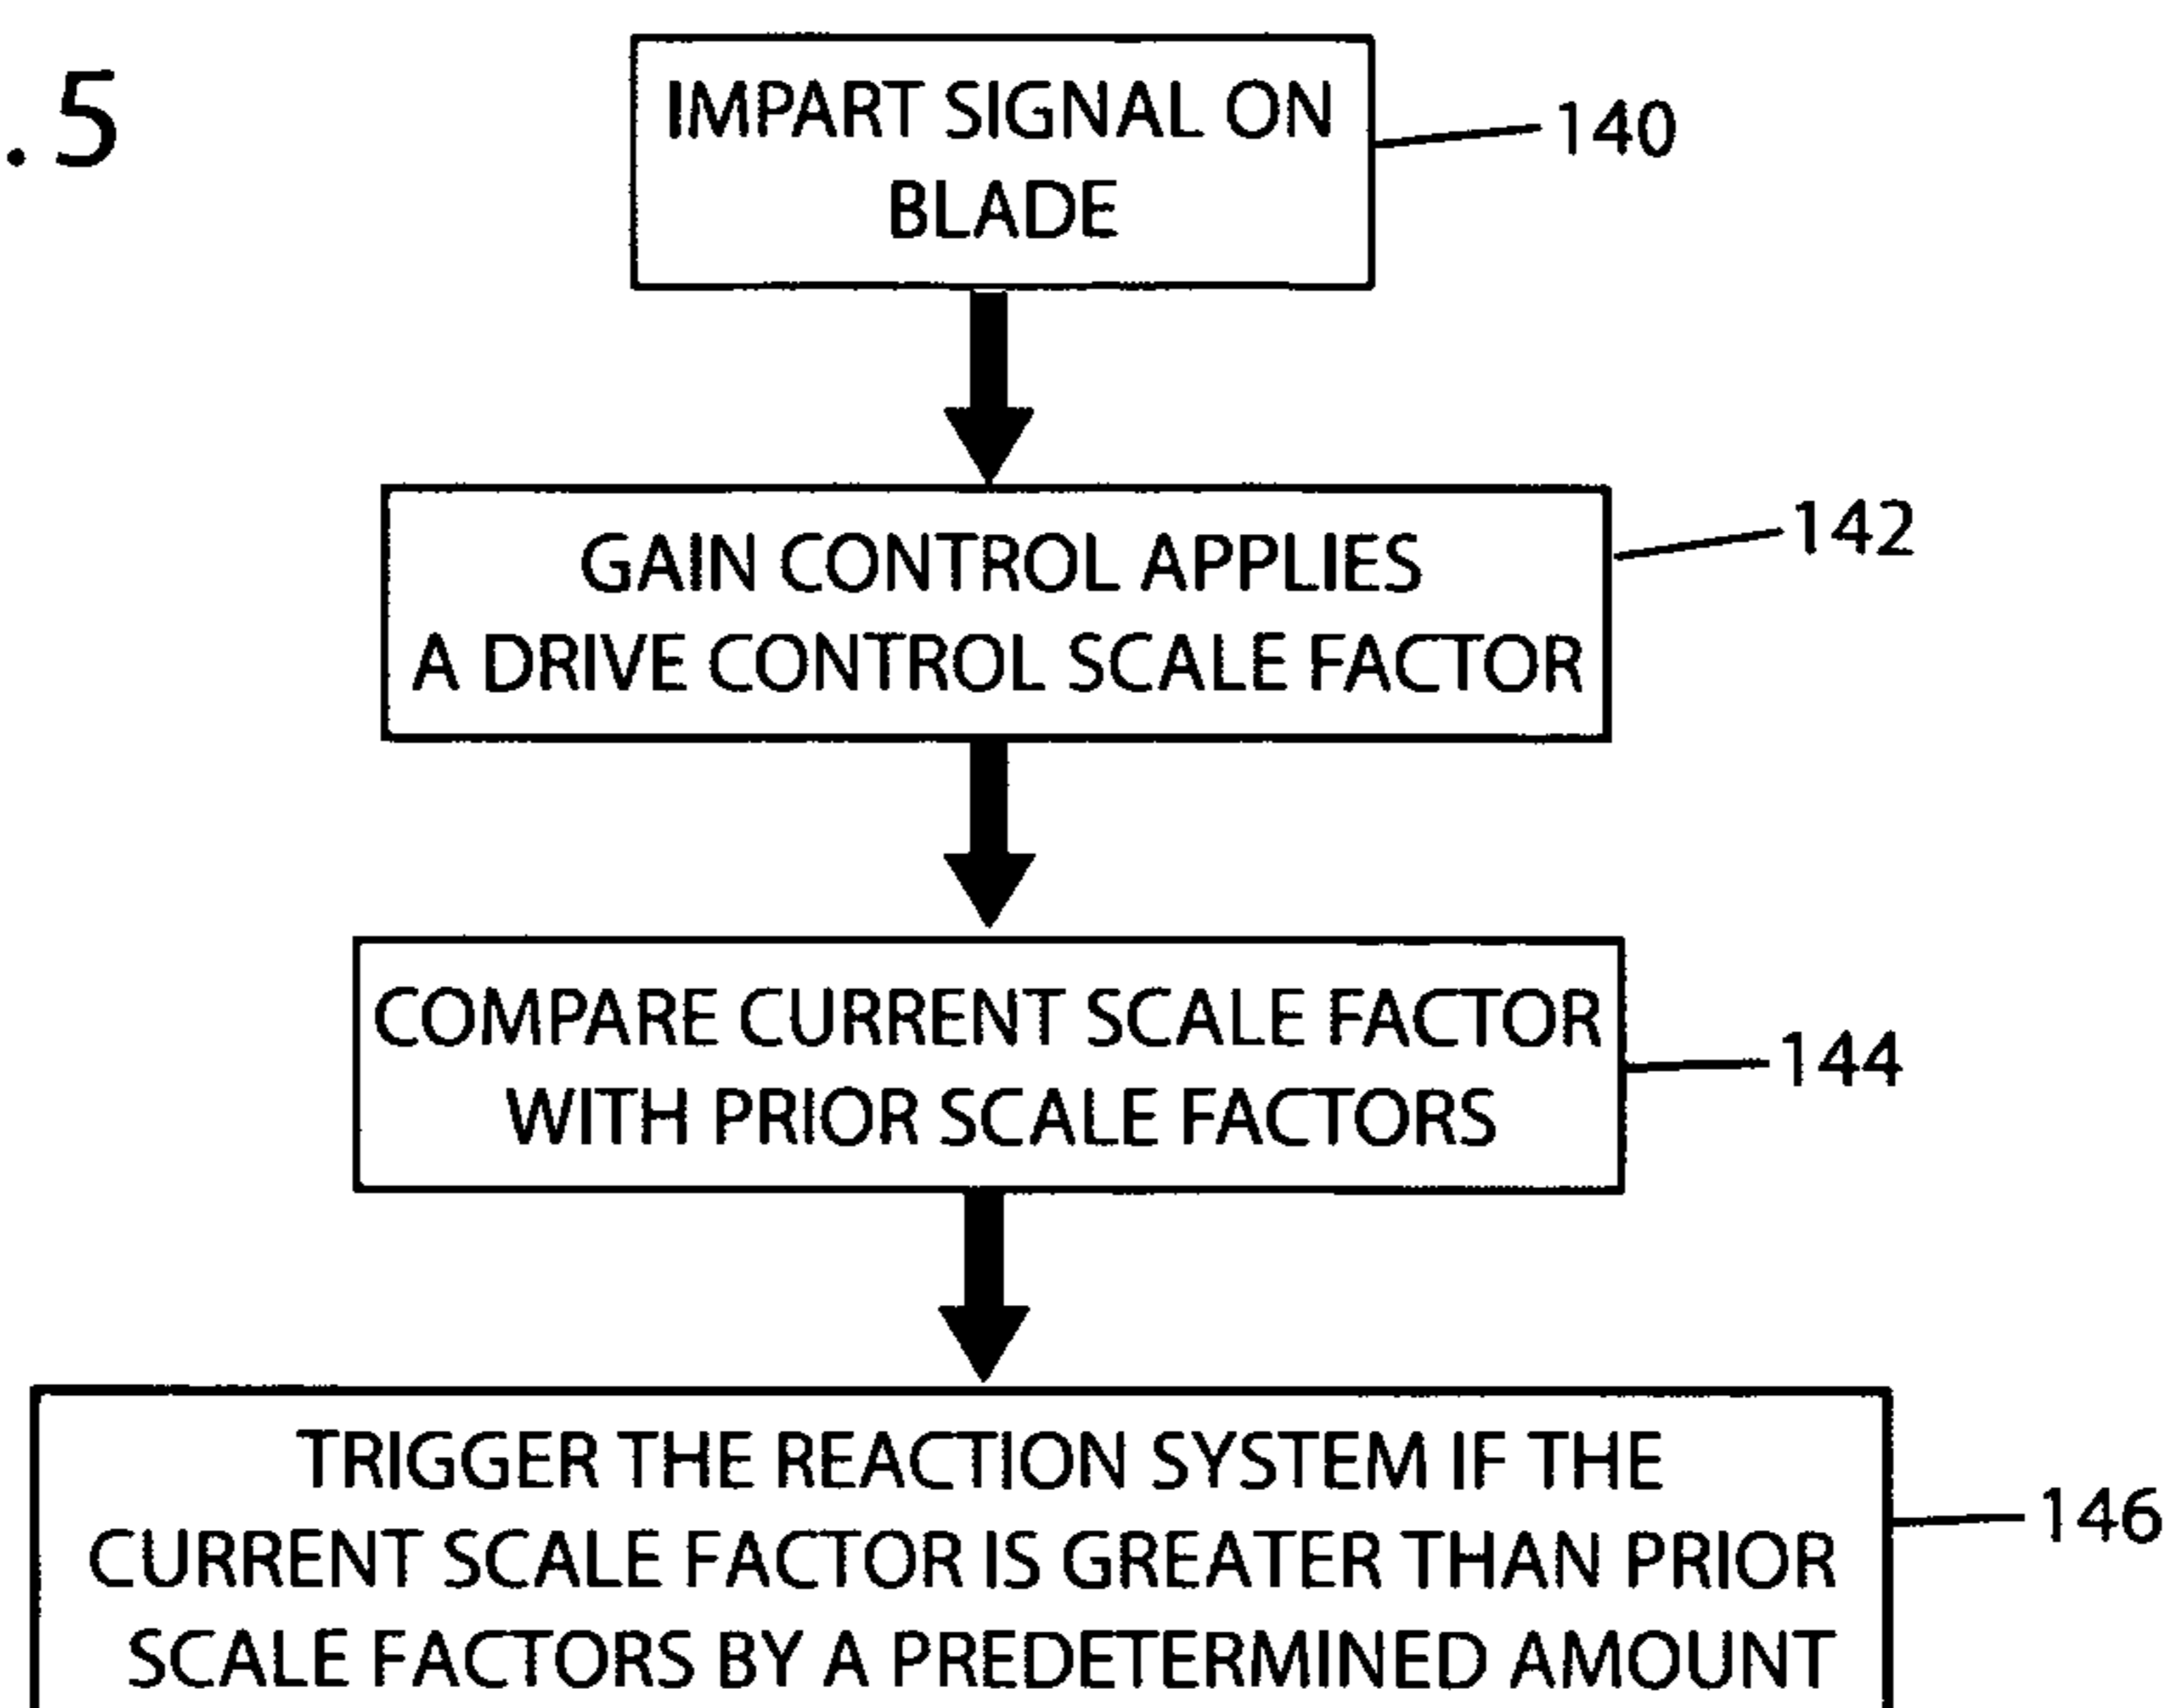 .5
IMPART SIGNAL ON
BLADE
140
GAIN CONTROL APPLIES
A DRIVE CONTROL SCALE FACTOR
142
COMPARE CURRENT SCALE FACTOR
WITH PRIOR SCALE FACTORS
144
TRIGGER THE REACTION SYSTEM IF THE
CURRENT SCALE FACTOR IS GREATER THAN PRIOR
SCALE FACTORS BY A PREDETERMINED AMOUNT
146